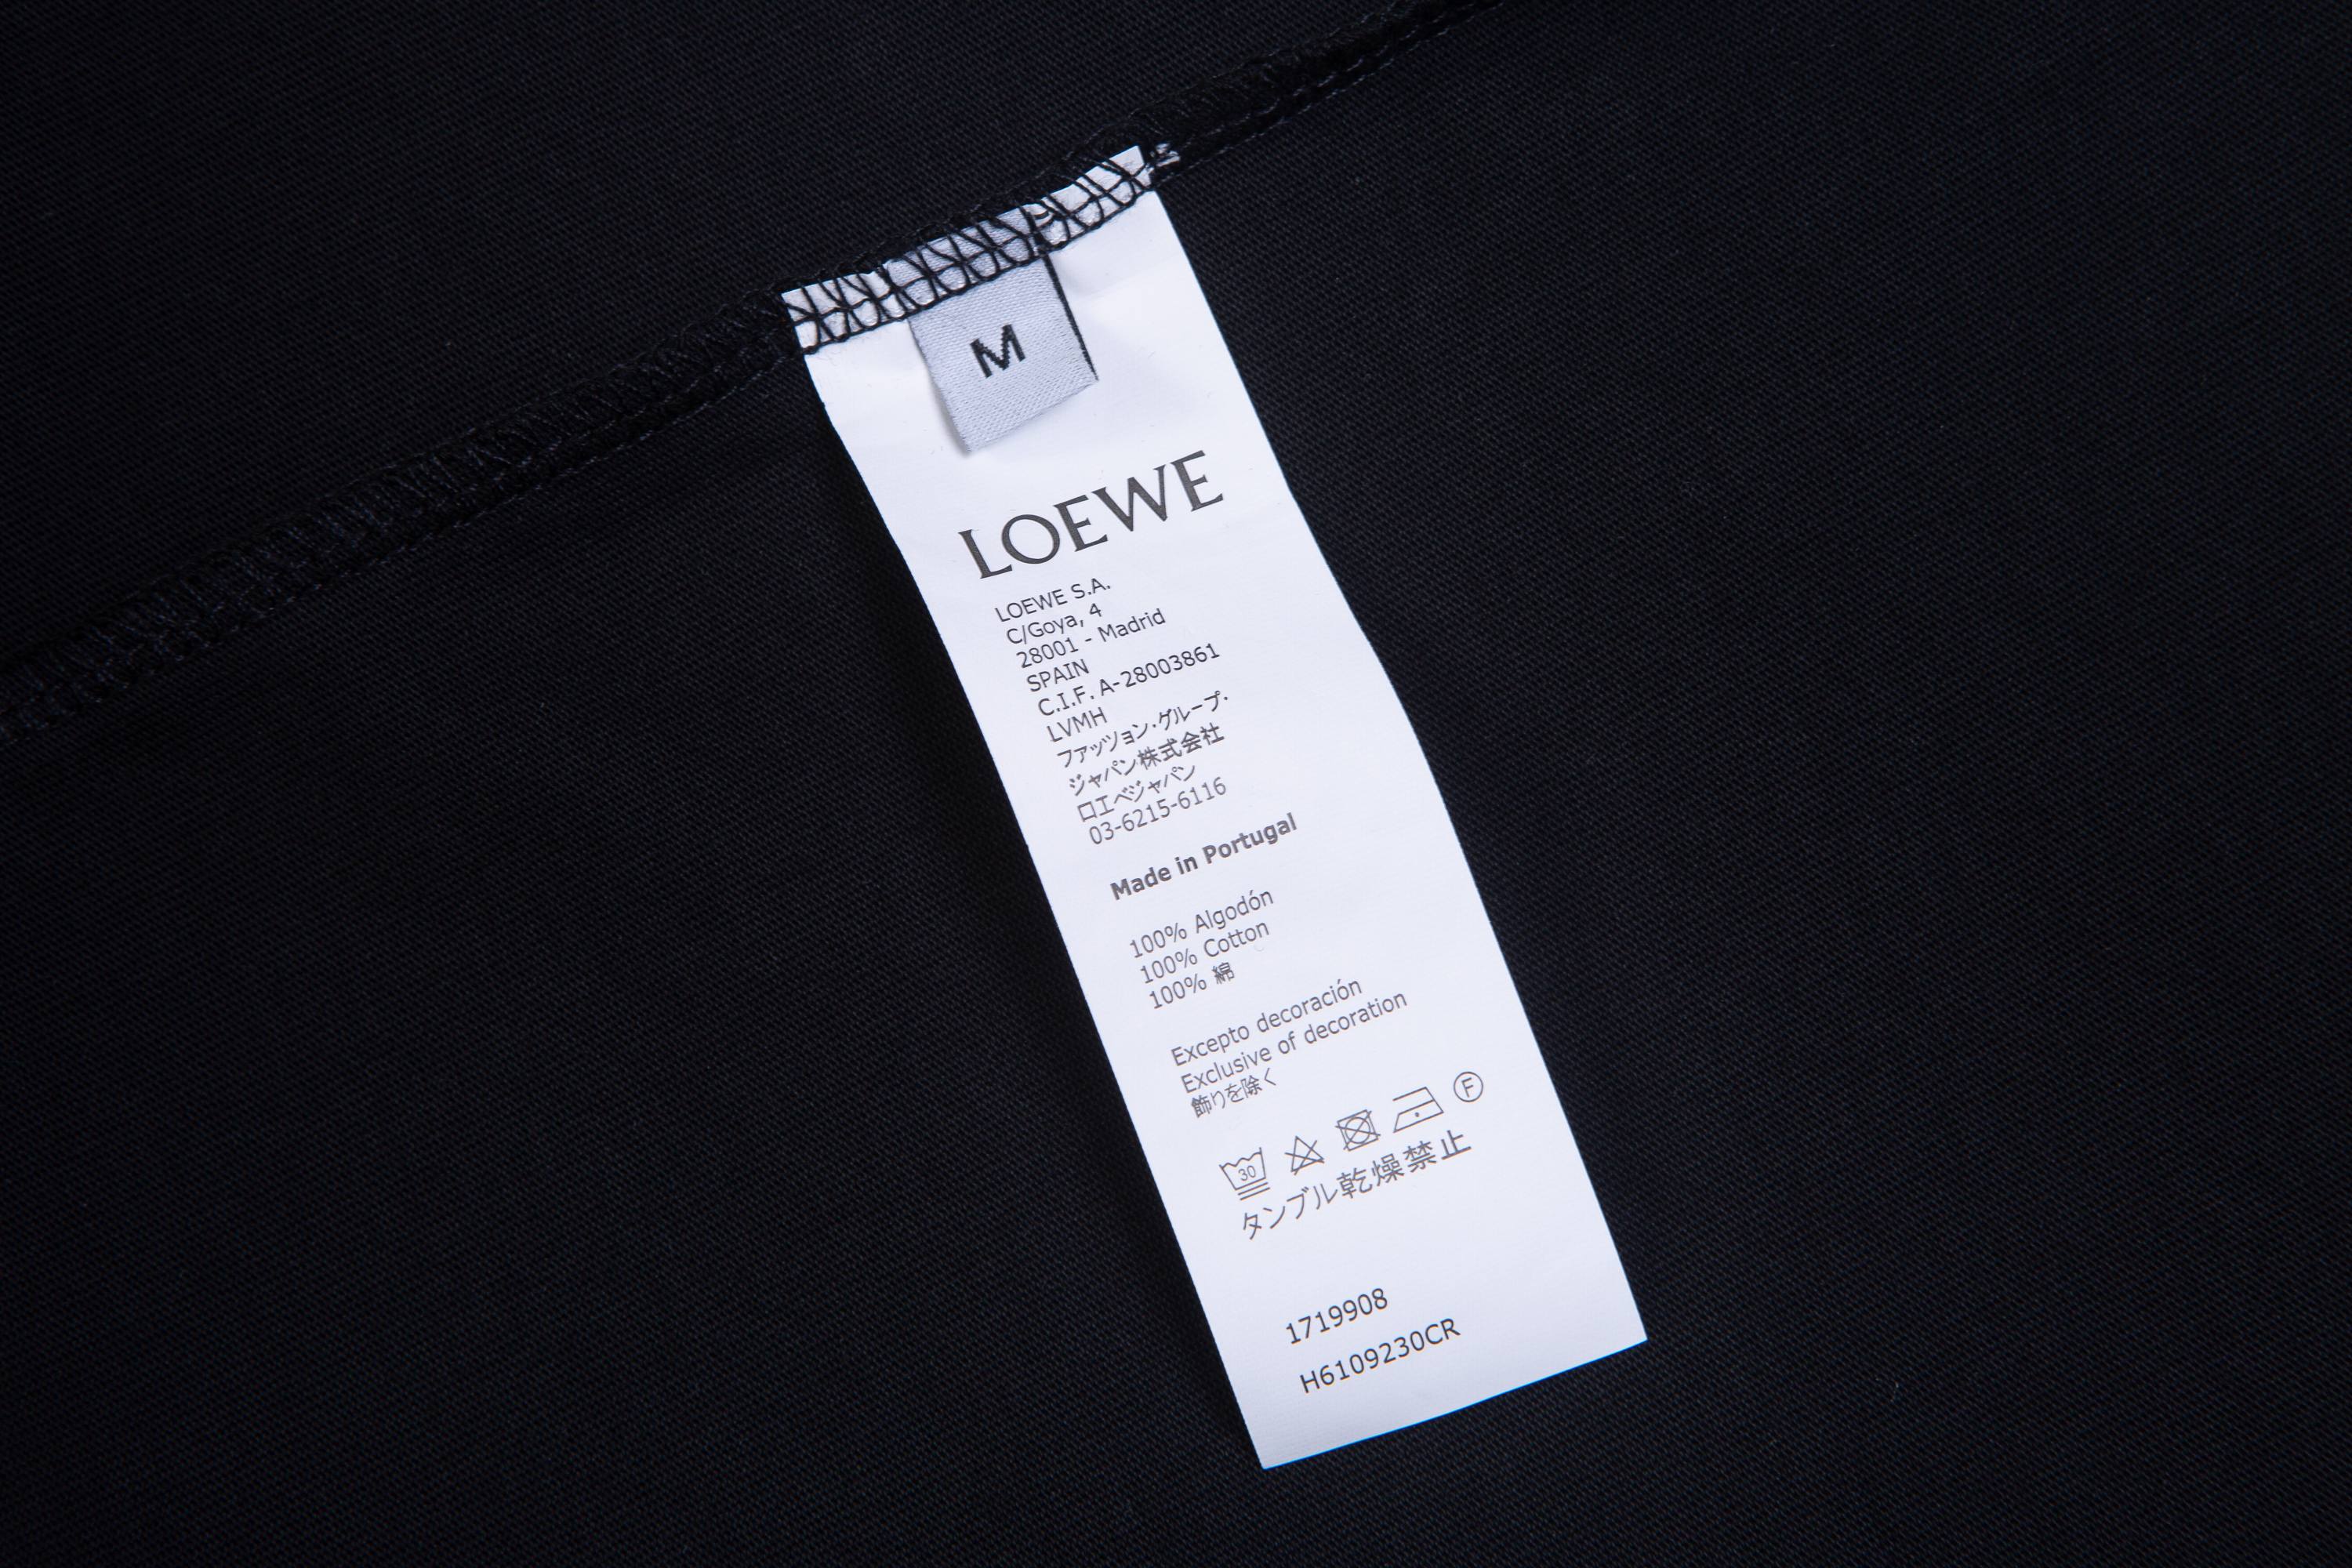 M
LOEWE
LOEWE S.A.
C/Goya, 4
28001 - Madrid
SPAIN
C.I.F. A-28003861
LVMH
ファッツョン・グループ・
ジャパン株式会社
ロエベジャパン
03-6215-6116
Made in Portugal
100% Algodón
100% Cotton
100% 綿
Excepto decoración
Exclusive of decoration
飾りを除く
30
F
タンブル乾燥禁止
1719908
H6109230CR